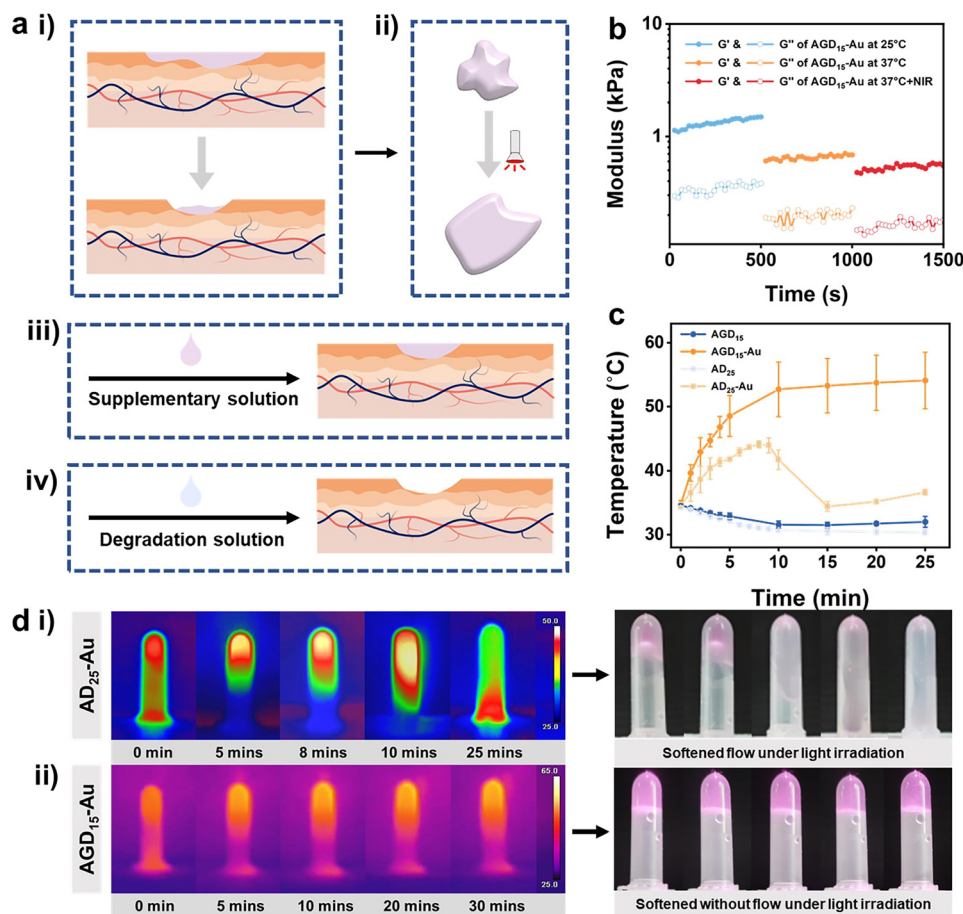 a i)
ii)
iii)
Supplementary solution
iv)
Degradation solution
b
Modulus (kPa)
10
1
G' & G'' of AGD₁₅-Au at 25°C
G' & G'' of AGD₁₅-Au at 37°C
G' & G'' of AGD₁₅-Au at 37°C+NIR
0 500 1000 1500
Time (s)
c
Temperature (°C)
60
50
40
30
AGD₁₅
AGD₁₅-Au
AD₂₅
AD₂₅-Au
0 5 10 15 20 25
Time (min)
d i)
AD₂₅-Au
50.0
25.0
0 min 5 mins 8 mins 10 mins 25 mins
Softened flow under light irradiation
ii)
AGD₁₅-Au
65.0
25.0
0 min 5 mins 10 mins 20 mins 30 mins
Softened without flow under light irradiation